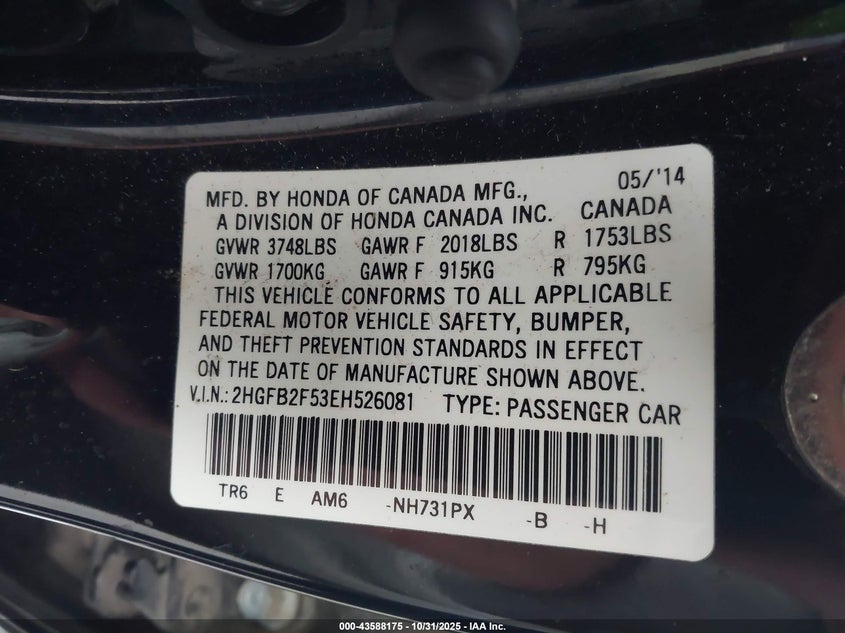 MFD. BY HONDA OF CANADA MFG., 05/'14
A DIVISION OF HONDA CANADA INC. CANADA
GVWR 3748LBS GAWR F 2018LBS R 1753LBS
GVWR 1700KG GAWR F 915KG R 795KG
THIS VEHICLE CONFORMS TO ALL APPLICABLE
FEDERAL MOTOR VEHICLE SAFETY, BUMPER,
AND THEFT PREVENTION STANDARDS IN EFFECT
ON THE DATE OF MANUFACTURE SHOWN ABOVE.
V.I.N.: 2HGFB2F53EH526081 TYPE: PASSENGER CAR
TR6 E AM6 -NH731PX -B -H
000-43588175 - 10/31/2025 - IAA Inc.